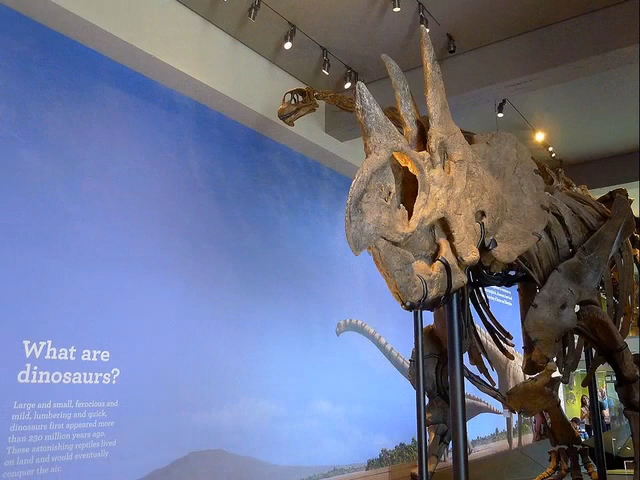 What are
dinosaurs?
Large and small, ferocious and
mild, lumbering and quick,
dinosaurs first appeared more
than 230 million years ago.
These astonishing reptiles lived
on land and would eventually
conquer the air.